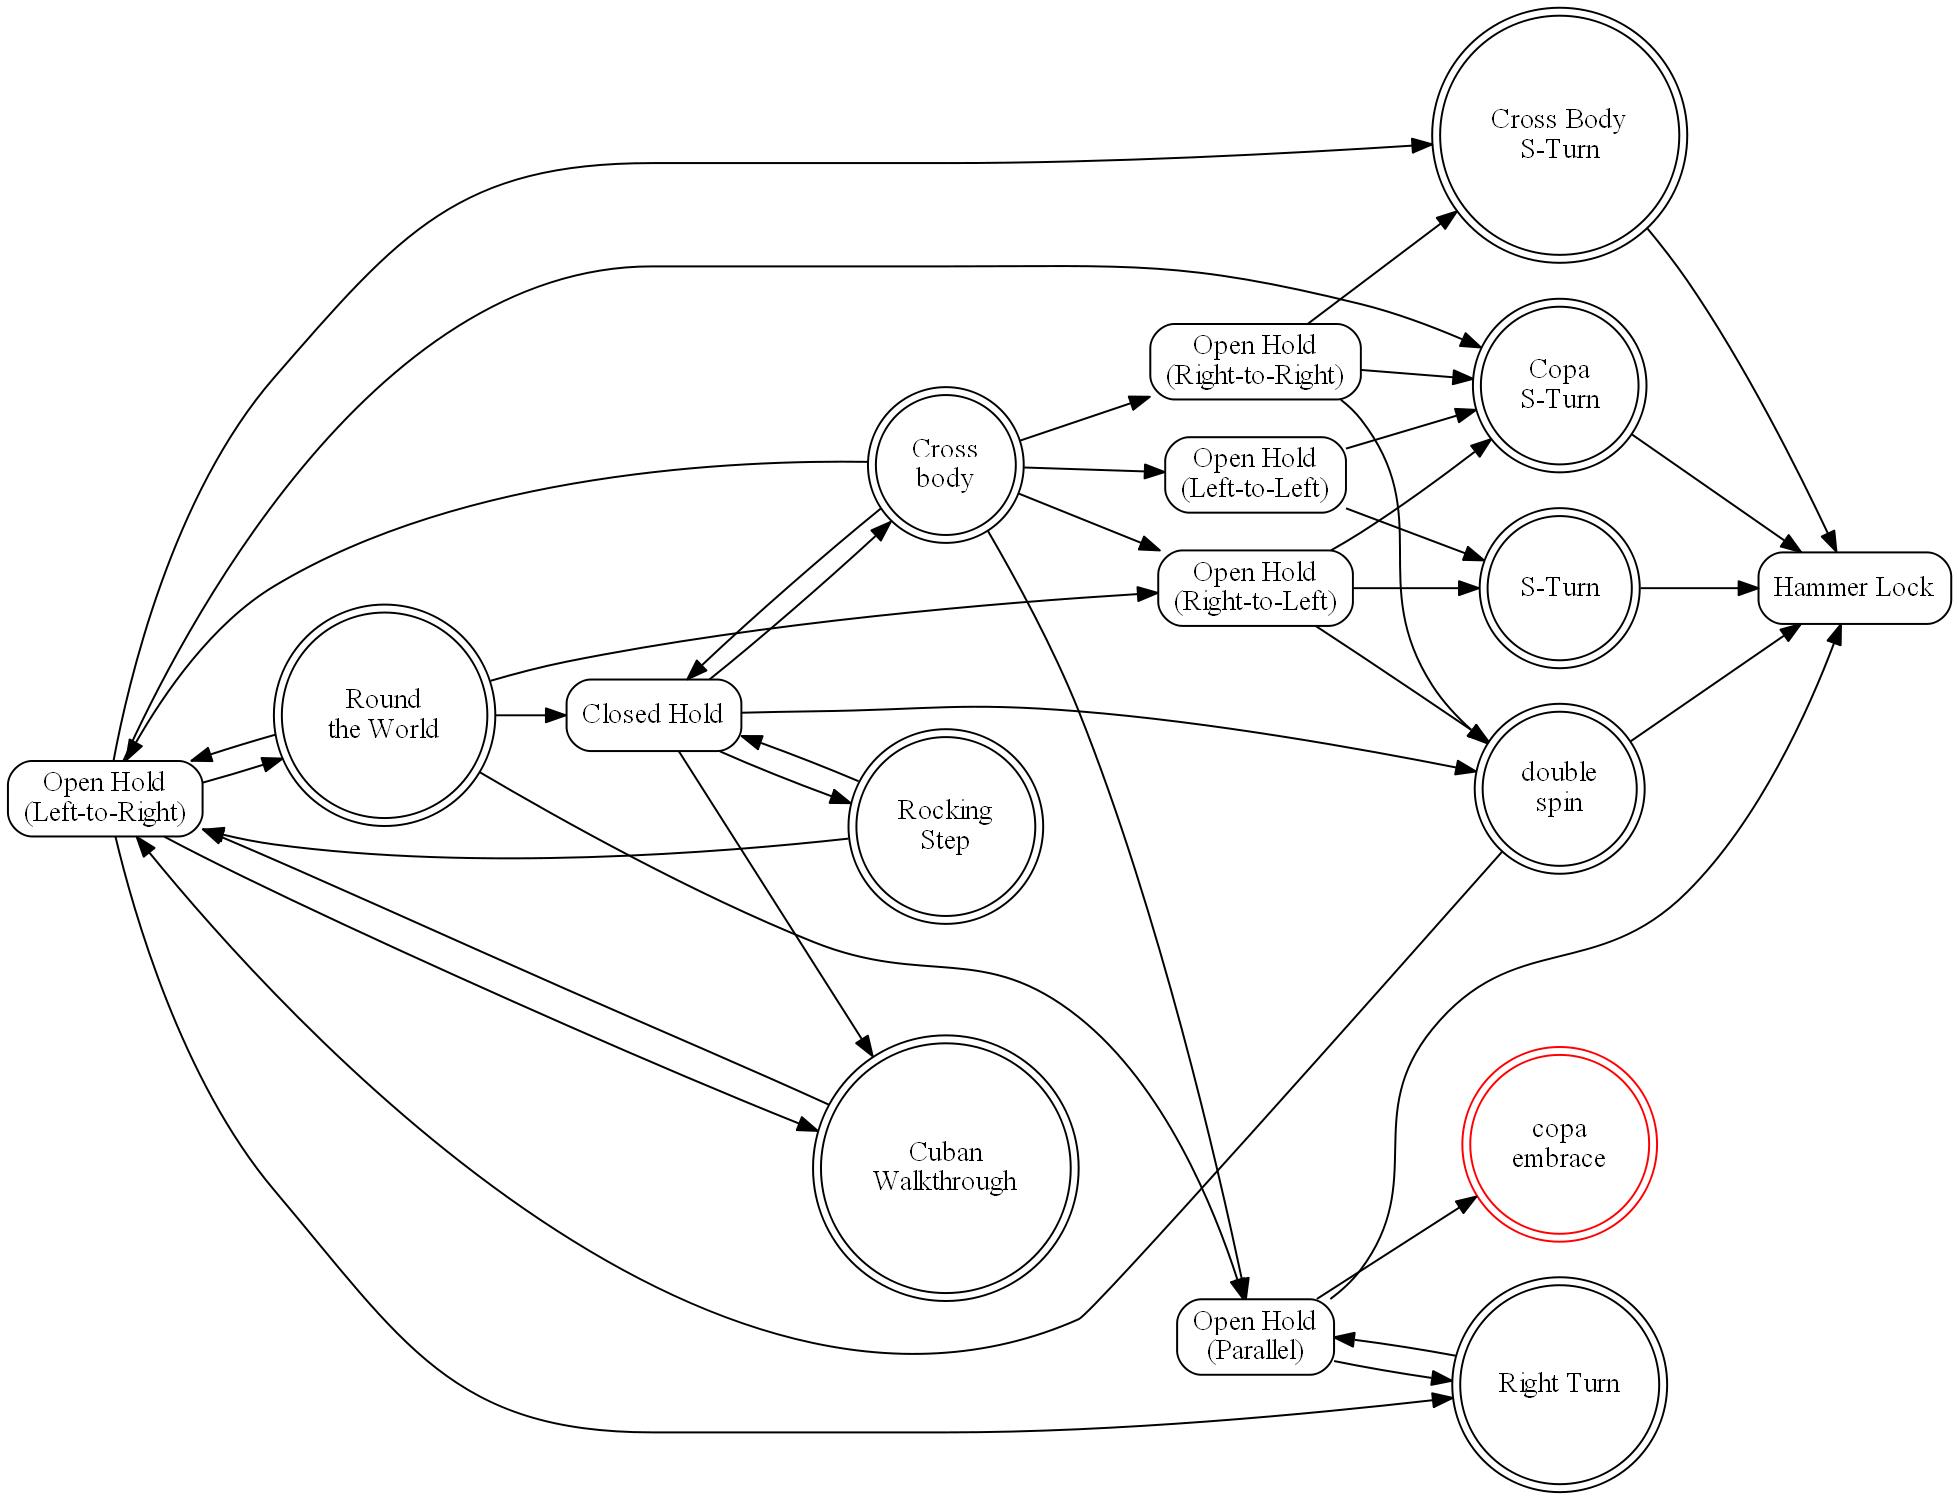 Cross Body
S-Turn
Open Hold
(Right-to-Right)
Copa
S-Turn
Cross
body
Open Hold
(Left-to-Left)
Open Hold
(Right-to-Left)
S-Turn
Hammer Lock
Round
the World
Closed Hold
Open Hold
(Left-to-Right)
Rocking
Step
double
spin
Cuban
Walkthrough
copa
embrace
Open Hold
(Parallel)
Right Turn